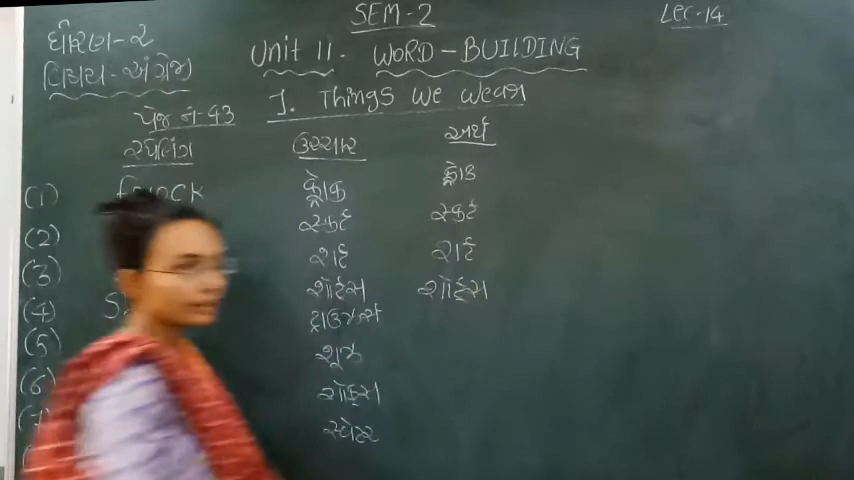 SEM-2
Lec-14
ધોરણ-૨
Unit 11. WORD-BUILDING
વિષય-અંગ્રેજી
1. Things we wear
પેજ નં-43
સ્પેલિંગ ઉચ્ચાર અર્થ
(1) frock ફ્રોક ફ્રોક
(2) સ્કર્ટ સ્કર્ટ
(3) શર્ટ શર્ટ
(4) S શોર્ટ્સ શોર્ટ્સ
(5) ટ્રાઉઝર્સ
(6) શૂઝ
(7) સોક્સ
સ્વેટર